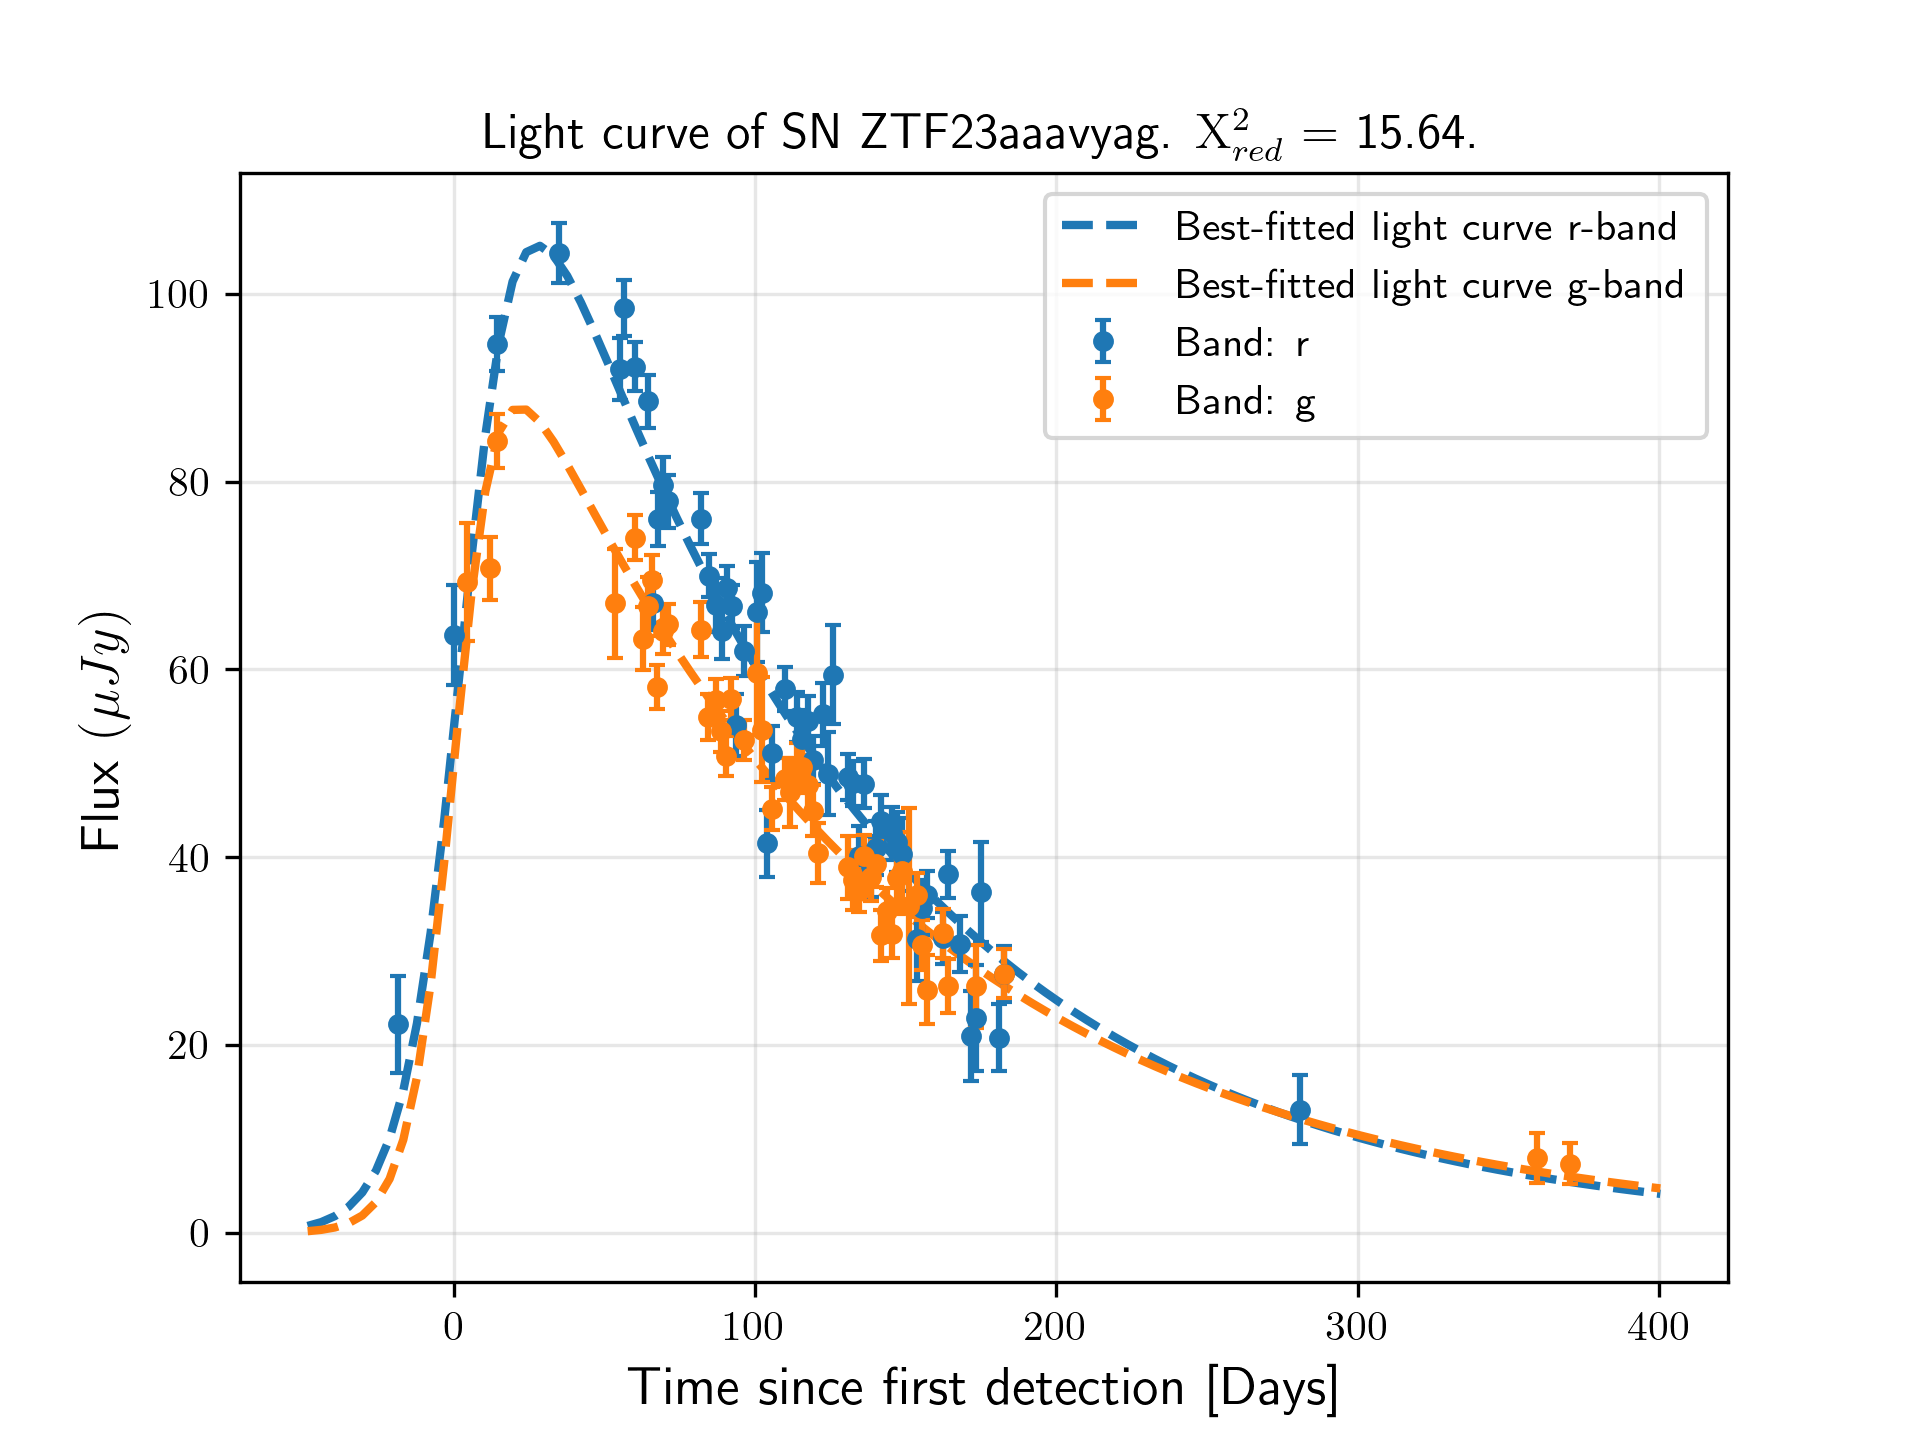 Light curve of SN ZTF23aaavyag. X²_red = 15.64.
Best-fitted light curve r-band
Best-fitted light curve g-band
Band: r
Band: g
Flux (μJy)
100
80
60
40
20
0
0 100 200 300 400
Time since first detection [Days]